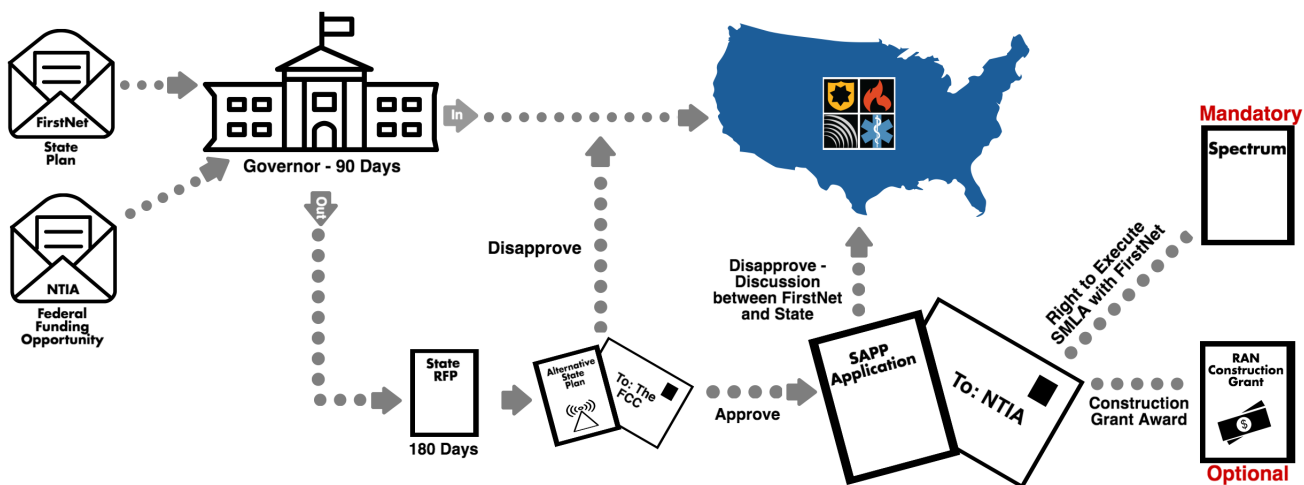 FirstNet
State
Plan
NTIA
Federal
Funding
Opportunity
Governor - 90 Days
In
Out
Disapprove
State
RFP
180 Days
Alternative
State
Plan
To: The
FCC
Approve
Disapprove -
Discussion
between FirstNet
and State
SAPP
Application
To: NTIA
Right to Execute
SMLA with FirstNet
Mandatory
Spectrum
Construction
Grant Award
RAN
Construction
Grant
$
Optional